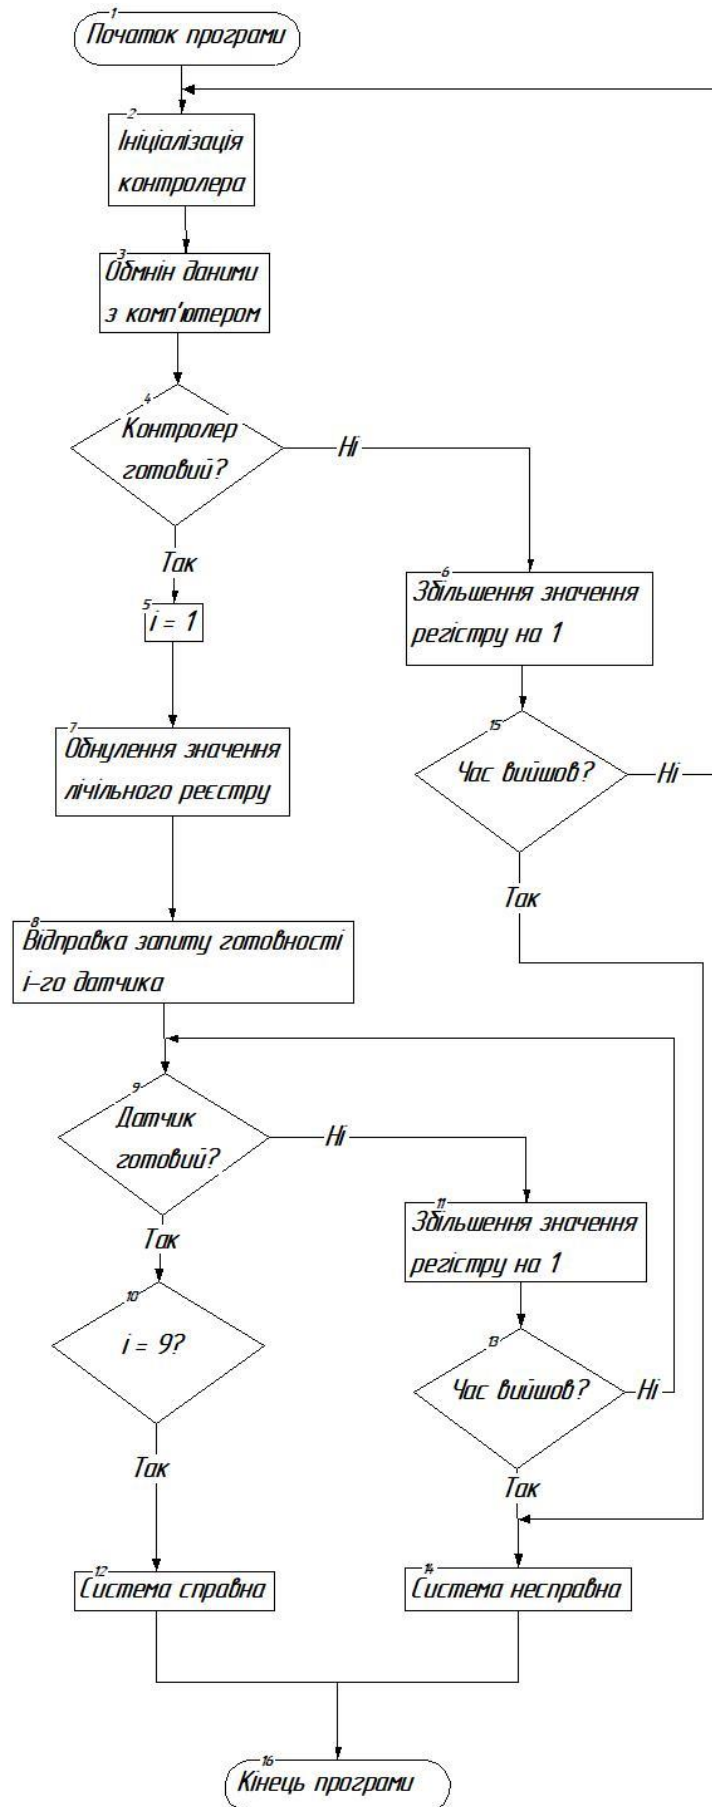 1
Початок програми
2
Ініціалізація
контролера
3
Обмнін даними
з комп'ютером
4
Контролер
готовий?
Ні
Так
5
i = 1
6
Збільшення значення
регістру на 1
7
Обнулення значення
лічільного реєстру
15
Час вийшов?
Ні
Так
8
Відправка запиту готовності
і-го датчика
9
Датчик
готовий?
Ні
Так
11
Збільшення значення
регістру на 1
10
i = 9?
13
Час вийшов?
Ні
Так
Так
12
Система справна
14
Система несправна
16
Кінець програми